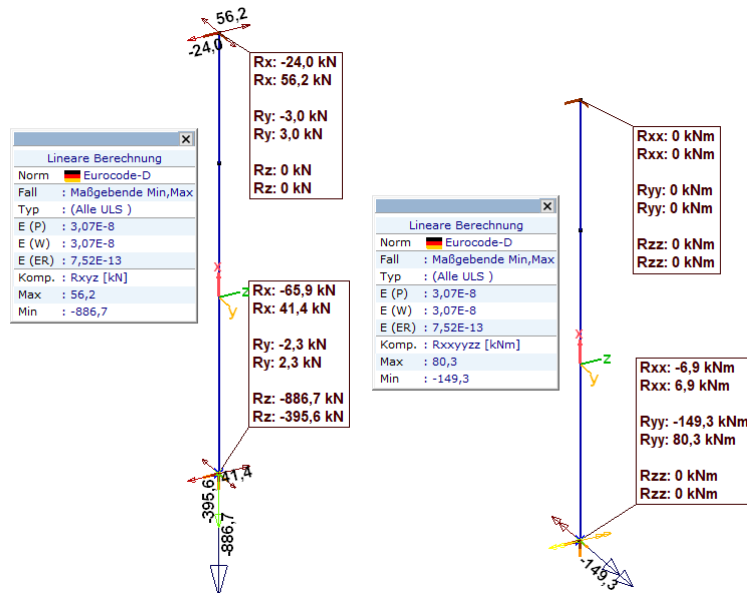 56,2
-24,0
Rx: -24,0 kN
Rx: 56,2 kN
Ry: -3,0 kN
Ry: 3,0 kN
Rz: 0 kN
Rz: 0 kN
Lineare Berechnung
Norm Eurocode-D
Fall : Maßgebende Min,Max
Typ : (Alle ULS )
E (P) : 3,07E-8
E (W) : 3,07E-8
E (ER) : 7,52E-13
Komp. : Rxyz [kN]
Max : 56,2
Min : -886,7
x
z
y
Rx: -65,9 kN
Rx: 41,4 kN
Ry: -2,3 kN
Ry: 2,3 kN
Rz: -886,7 kN
Rz: -395,6 kN
41,4
-395,6
-886,7
Rxx: 0 kNm
Rxx: 0 kNm
Ryy: 0 kNm
Ryy: 0 kNm
Rzz: 0 kNm
Rzz: 0 kNm
Lineare Berechnung
Norm Eurocode-D
Fall : Maßgebende Min,Max
Typ : (Alle ULS )
E (P) : 3,07E-8
E (W) : 3,07E-8
E (ER) : 7,52E-13
Komp. : Rxxyyzz [kNm]
Max : 80,3
Min : -149,3
x
z
y
Rxx: -6,9 kNm
Rxx: 6,9 kNm
Ryy: -149,3 kNm
Ryy: 80,3 kNm
Rzz: 0 kNm
Rzz: 0 kNm
-149,3